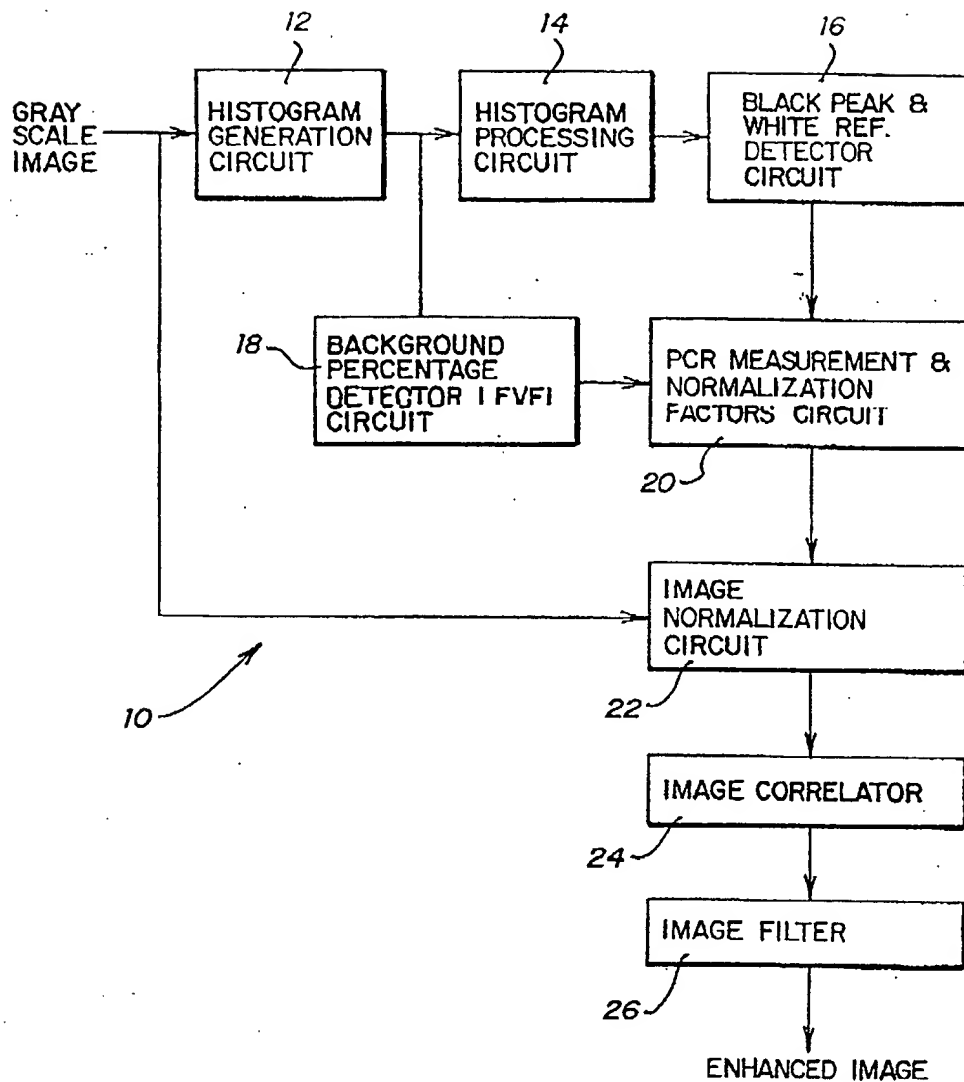 12
14
16
GRAY
SCALE
IMAGE
HISTOGRAM
GENERATION
CIRCUIT
HISTOGRAM
PROCESSING
CIRCUIT
BLACK PEAK &
WHITE REF.
DETECTOR
CIRCUIT
18
BACKGROUND
PERCENTAGE
DETECTOR
CIRCUIT
PCR MEASUREMENT &
NORMALIZATION
FACTORS CIRCUIT
20
IMAGE
NORMALIZATION
CIRCUIT
10
22
IMAGE CORRELATOR
24
IMAGE FILTER
26
ENHANCED IMAGE